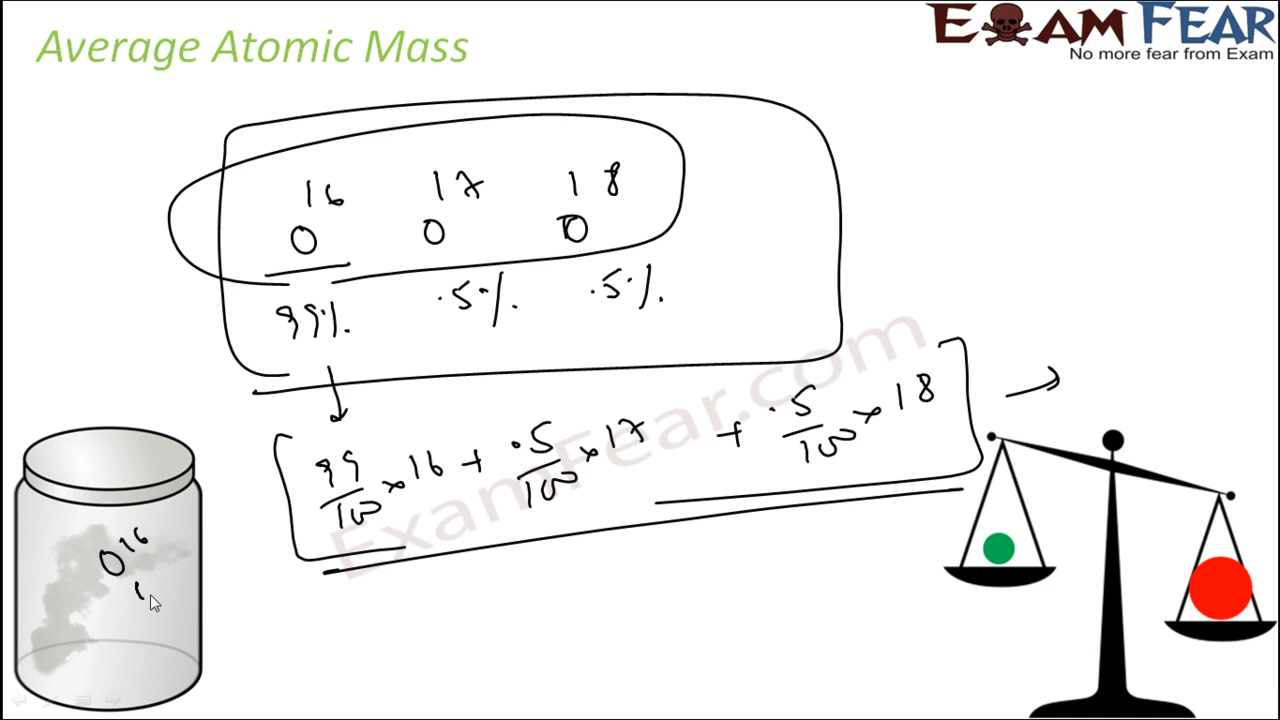 Average Atomic Mass
EXAM FEAR
No more fear from Exam
16 17 18
O O O
99% .5% .5%
99/100 × 16 + .5/100 × 17 + .5/100 × 18
ExamFear.com
O16